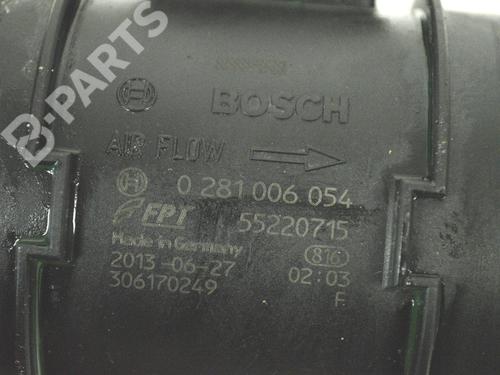 B-PARTS
BOSCH
AIR FLOW
0 281 006 054
FPT 55220715
Made in Germany 816
2013-06-27 02:03
306170249 F